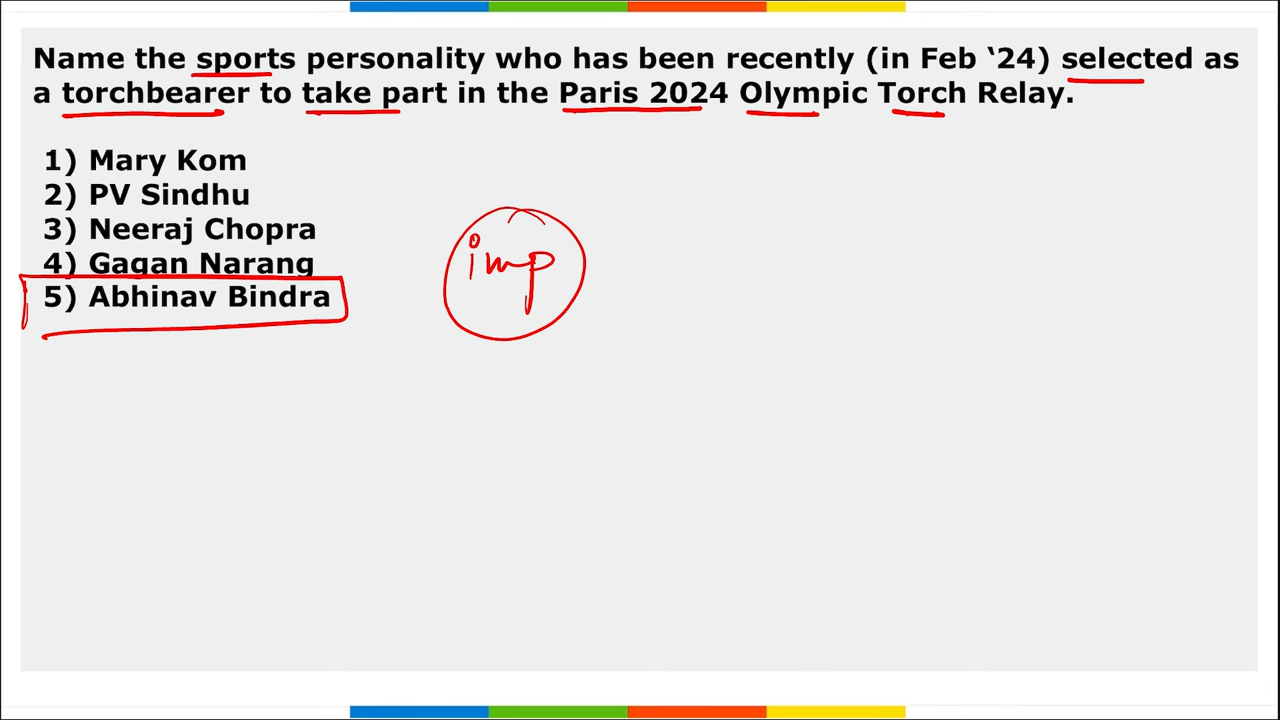 Name the sports personality who has been recently (in Feb ‘24) selected as
a torchbearer to take part in the Paris 2024 Olympic Torch Relay.
1) Mary Kom
2) PV Sindhu
3) Neeraj Chopra
4) Gagan Narang
5) Abhinav Bindra
imp